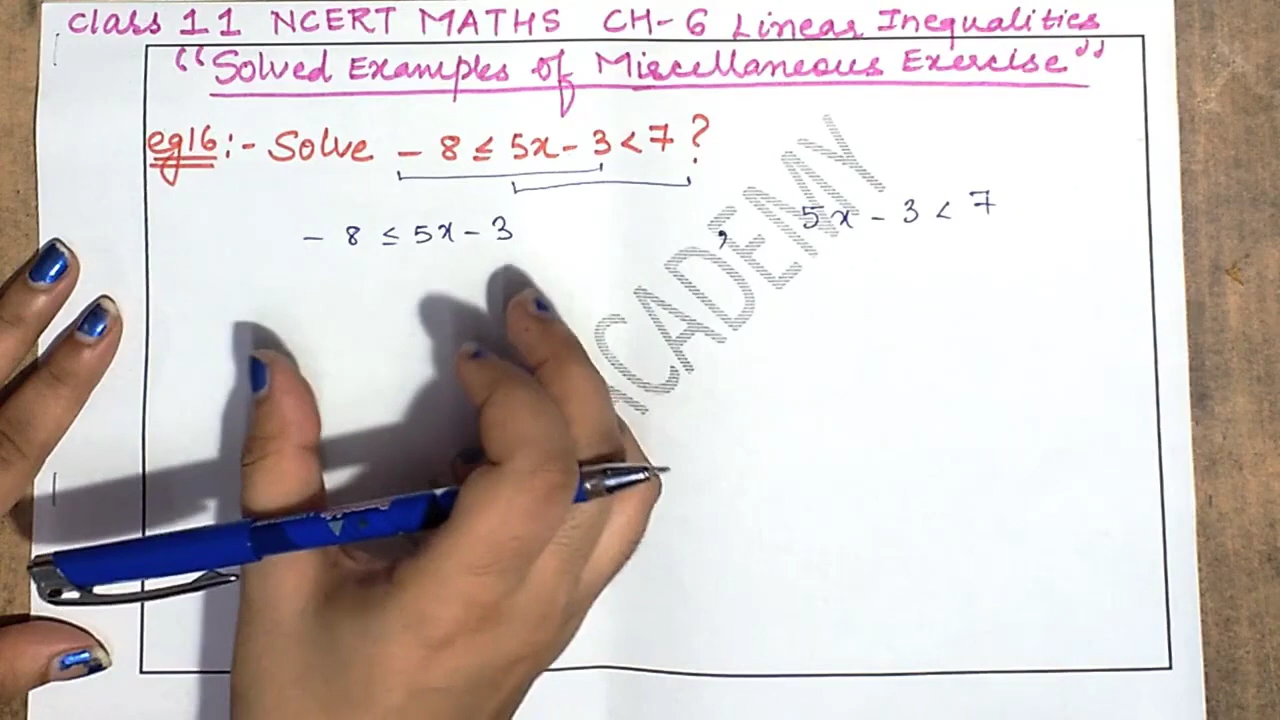 Class 11 NCERT MATHS CH-6 Linear Inequalities
"Solved Examples of Miscellaneous Exercise"
eg16:- Solve - 8 ≤ 5x - 3 < 7 ?
- 8 ≤ 5x - 3 , 5x - 3 < 7
ACADEMY